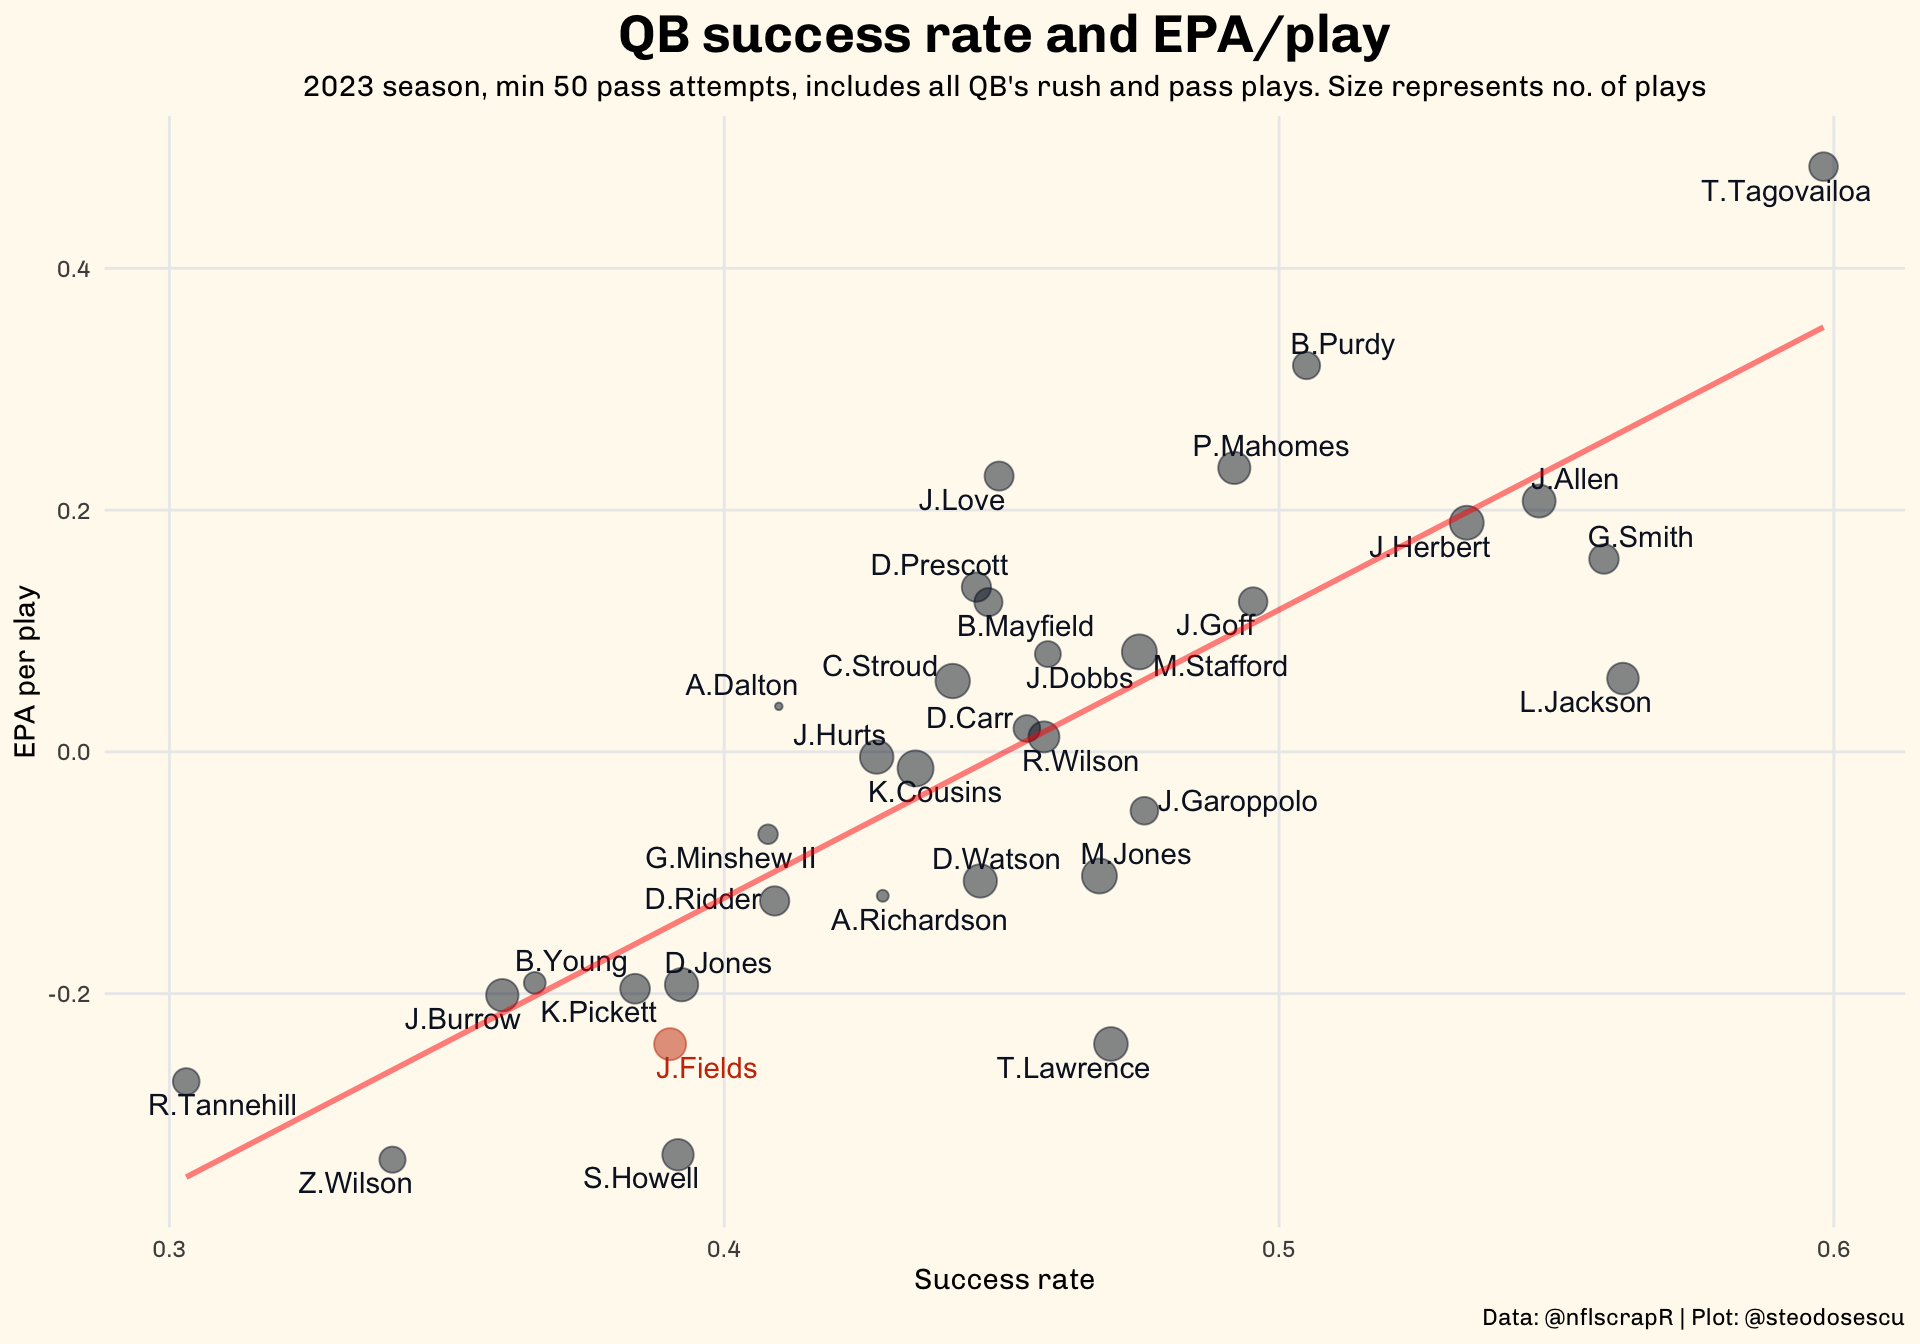 QB success rate and EPA/play
2023 season, min 50 pass attempts, includes all QB's rush and pass plays. Size represents no. of plays
T.Tagovailoa
0.4
B.Purdy
P.Mahomes
J.Love
J.Allen
0.2
G.Smith
J.Herbert
D.Prescott
B.Mayfield
J.Goff
C.Stroud
M.Stafford
J.Dobbs
A.Dalton
L.Jackson
D.Carr
J.Hurts
0.0
R.Wilson
K.Cousins
J.Garoppolo
EPA per play
G.Minshew II
D.Watson
M.Jones
D.Ridder
A.Richardson
B.Young
D.Jones
-0.2
K.Pickett
J.Burrow
J.Fields
T.Lawrence
R.Tannehill
S.Howell
Z.Wilson
0.3
0.4
0.5
0.6
Success rate
Data: @nflscrapR | Plot: @steodosescu